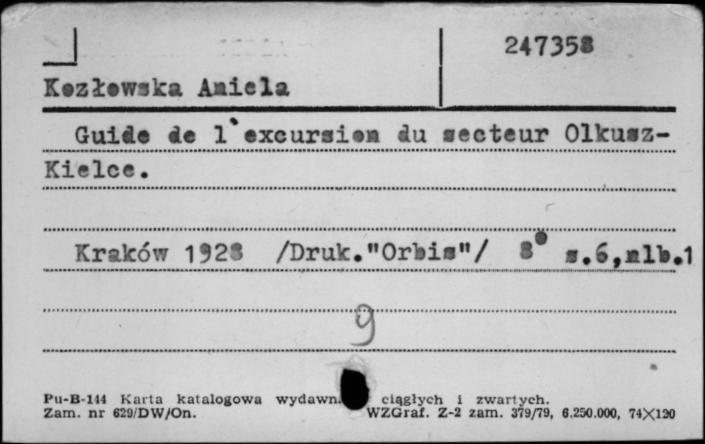 247358
Kozłowska Aniela
Guide de l'excursion du secteur Olkusz-
Kielce.
Kraków 1928 /Druk."Orbis"/ 8° s.6,nlb.1
9
Pu-B-144 Karta katalogowa wydawn. ciągłych i zwartych.
Zam. nr 629/DW/On. WZGraf. Z-2 zam. 379/79, 6.250.000, 74X120